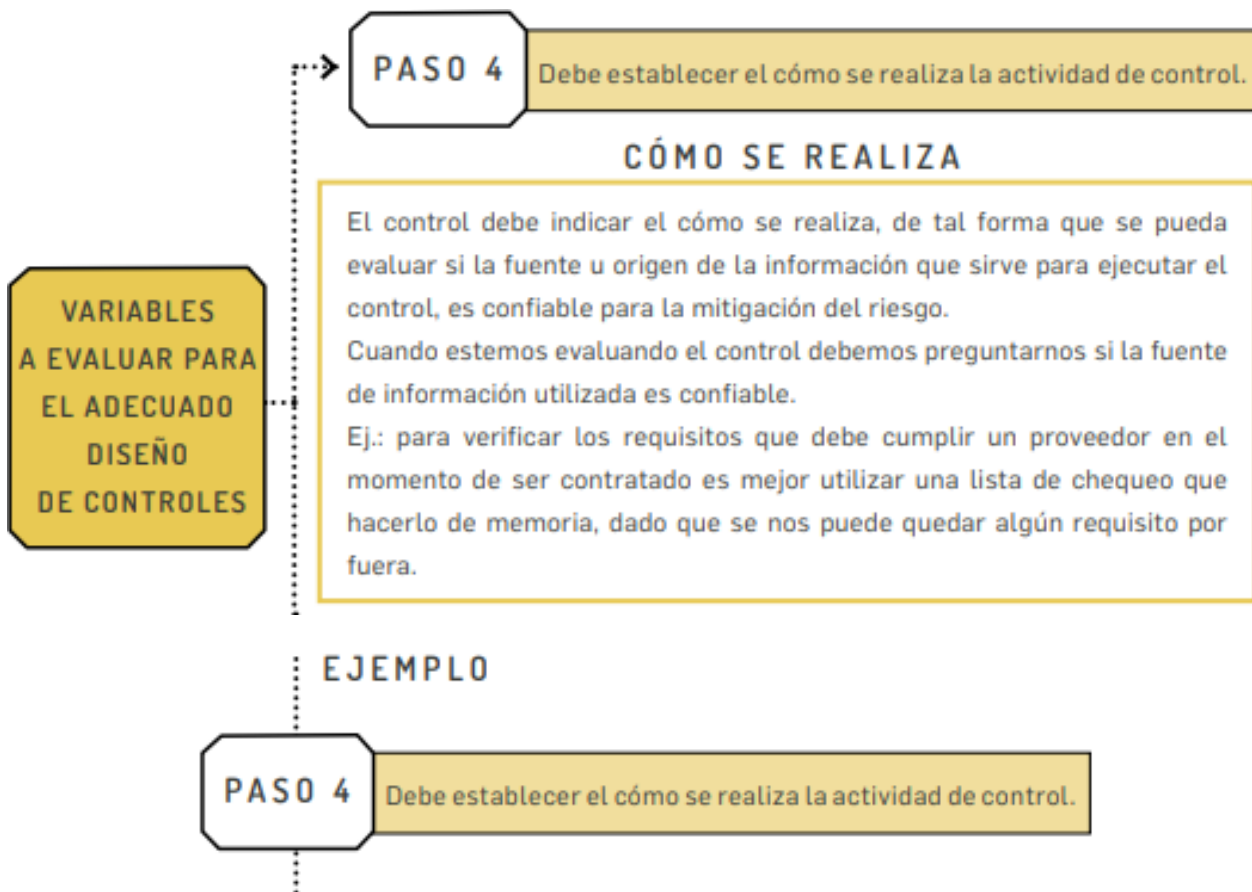 PASO 4
Debe establecer el cómo se realiza la actividad de control.
CÓMO SE REALIZA
El control debe indicar el cómo se realiza, de tal forma que se pueda
evaluar si la fuente u origen de la información que sirve para ejecutar el
control, es confiable para la mitigación del riesgo.
Cuando estemos evaluando el control debemos preguntarnos si la fuente
de información utilizada es confiable.
Ej.: para verificar los requisitos que debe cumplir un proveedor en el
momento de ser contratado es mejor utilizar una lista de chequeo que
hacerlo de memoria, dado que se nos puede quedar algún requisito por
fuera.
VARIABLES
A EVALUAR PARA
EL ADECUADO
DISEÑO
DE CONTROLES
EJEMPLO
PASO 4
Debe establecer el cómo se realiza la actividad de control.